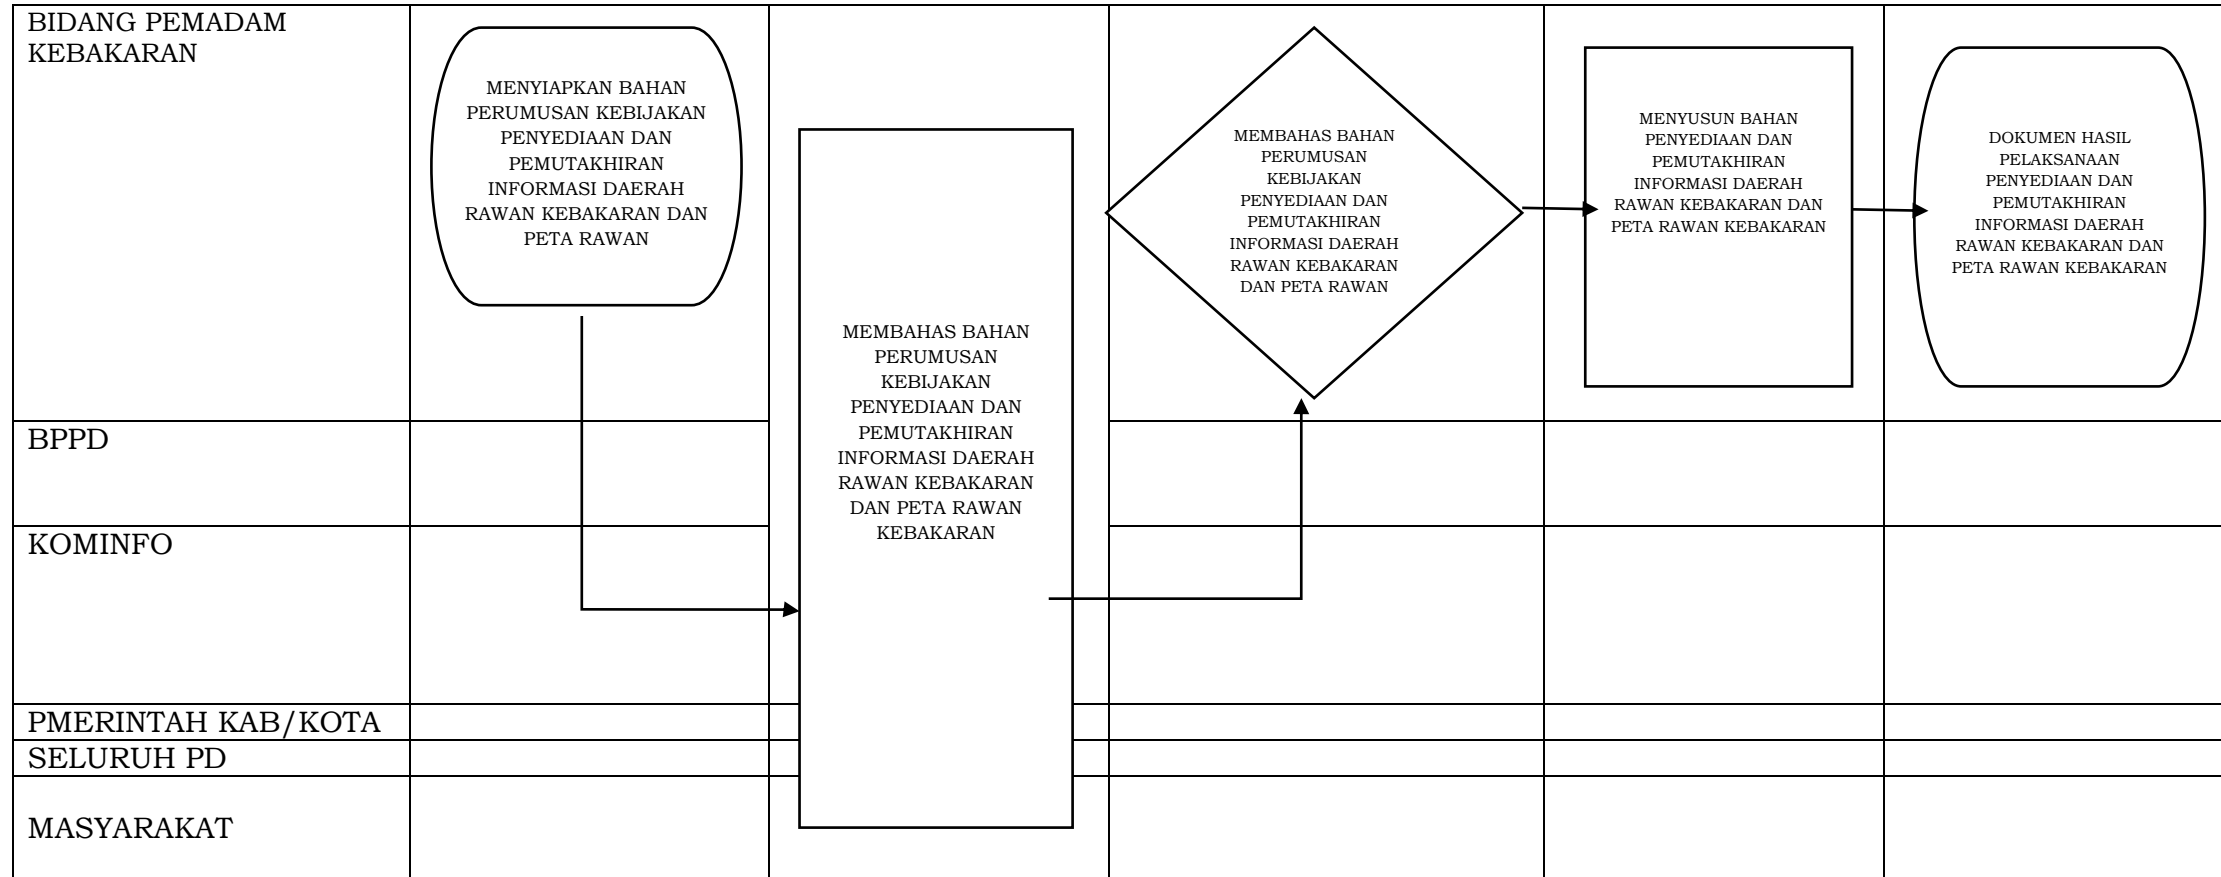 BIDANG PEMADAM
KEBAKARAN
MENYIAPKAN BAHAN
PERUMUSAN KEBIJAKAN
PENYEDIAAN DAN
PEMUTAKHIRAN
INFORMASI DAERAH
RAWAN KEBAKARAN DAN
PETA RAWAN
MEMBAHAS BAHAN
PERUMUSAN
KEBIJAKAN
PENYEDIAAN DAN
PEMUTAKHIRAN
INFORMASI DAERAH
RAWAN KEBAKARAN
DAN PETA RAWAN
KEBAKARAN
MEMBAHAS BAHAN
PERUMUSAN
KEBIJAKAN
PENYEDIAAN DAN
PEMUTAKHIRAN
INFORMASI DAERAH
RAWAN KEBAKARAN
DAN PETA RAWAN
MENYUSUN BAHAN
PENYEDIAAN DAN
PEMUTAKHIRAN
INFORMASI DAERAH
RAWAN KEBAKARAN DAN
PETA RAWAN KEBAKARAN
DOKUMEN HASIL
PELAKSANAAN
PENYEDIAAN DAN
PEMUTAKHIRAN
INFORMASI DAERAH
RAWAN KEBAKARAN DAN
PETA RAWAN KEBAKARAN
BPPD
KOMINFO
PMERINTAH KAB/KOTA
SELURUH PD
MASYARAKAT